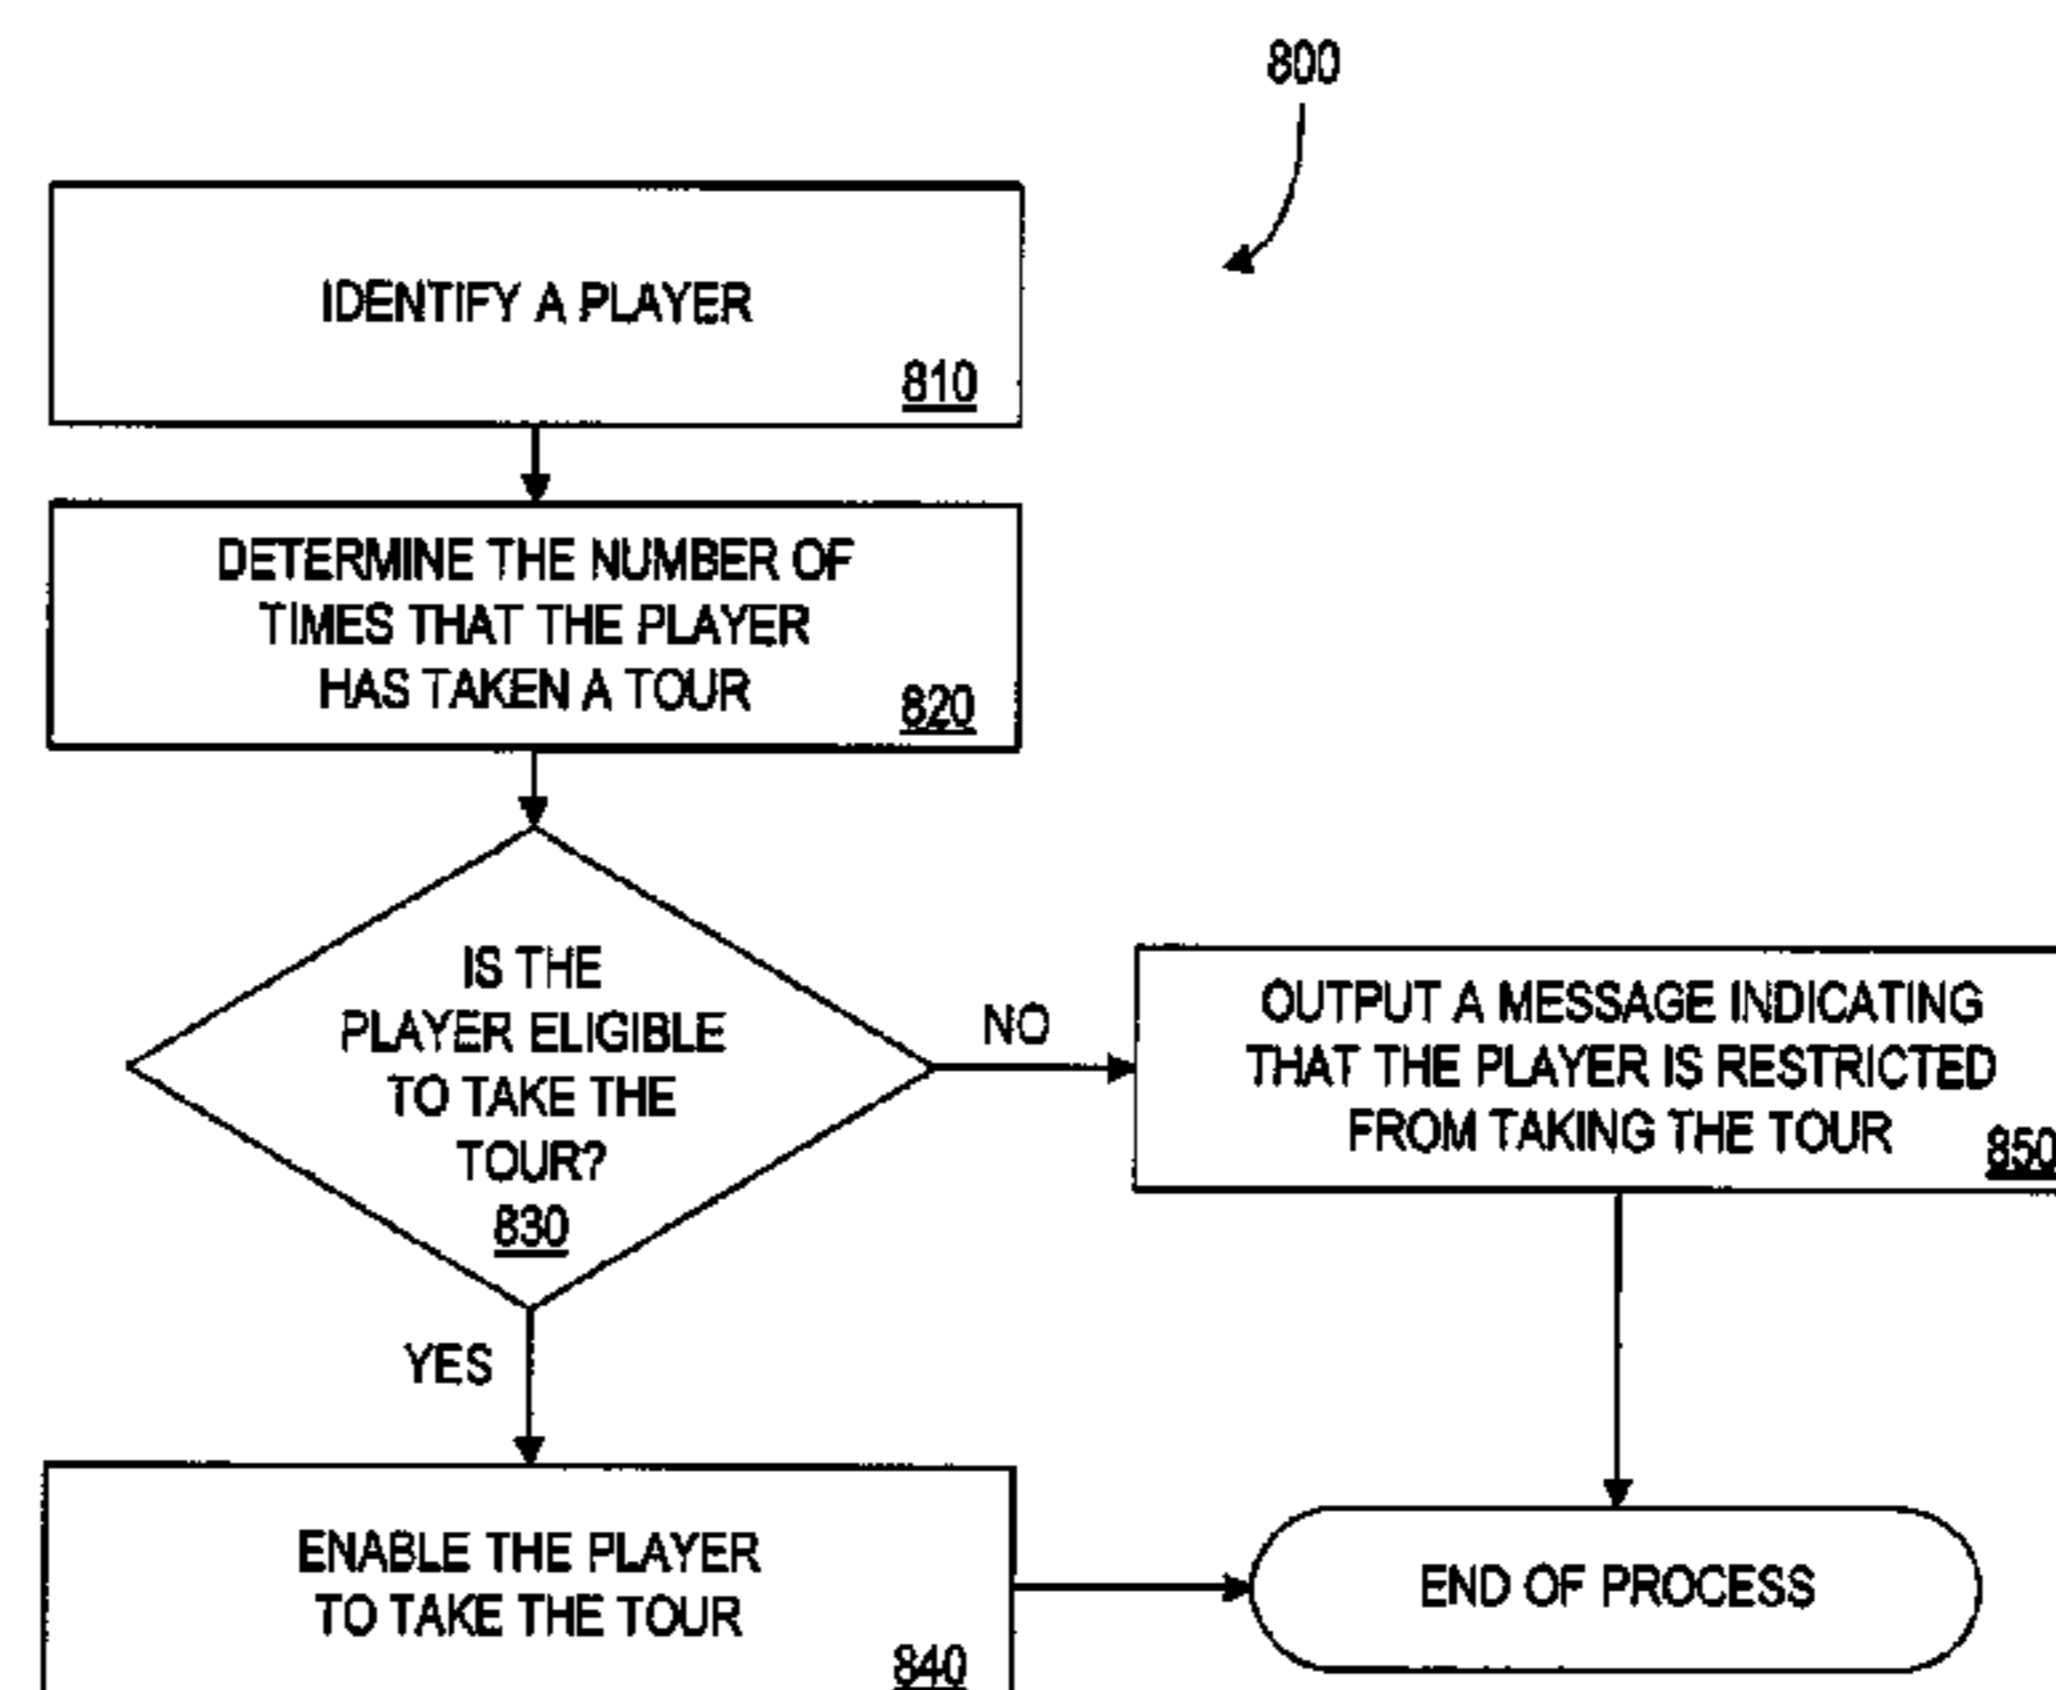 800
IDENTIFY A PLAYER
810
DETERMINE THE NUMBER OF
TIMES THAT THE PLAYER
HAS TAKEN A TOUR
820
IS THE
PLAYER ELIGIBLE
TO TAKE THE
TOUR?
830
NO
OUTPUT A MESSAGE INDICATING
THAT THE PLAYER IS RESTRICTED
FROM TAKING THE TOUR
850
YES
ENABLE THE PLAYER
TO TAKE THE TOUR
840
END OF PROCESS